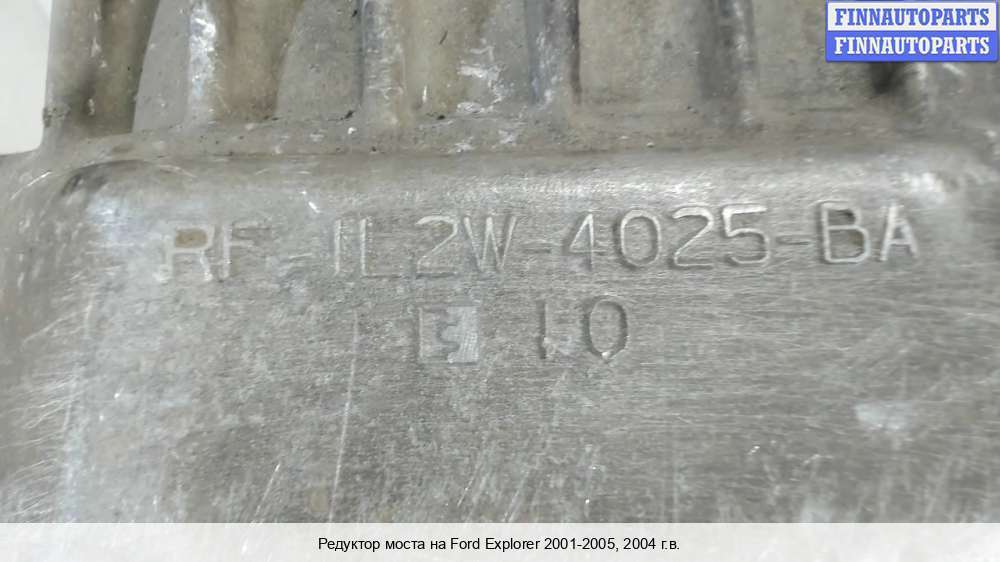 FINNAUTOPARTS
FINNAUTOPARTS
RF-1L2W-4025-BA
10
Редуктор моста на Ford Explorer 2001-2005, 2004 г.в.